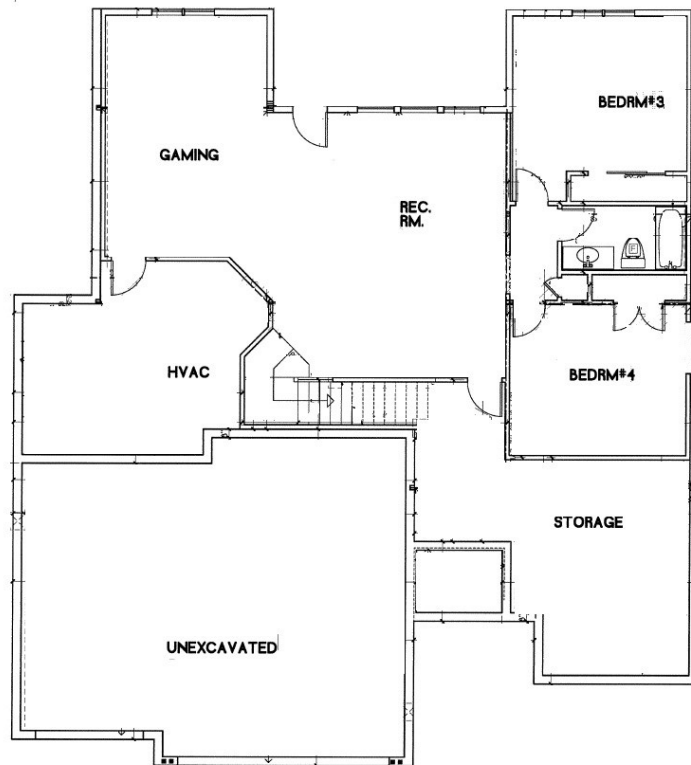 BEDRM#3
GAMING
REC.
RM.
HVAC
BEDRM#4
STORAGE
UNEXCAVATED